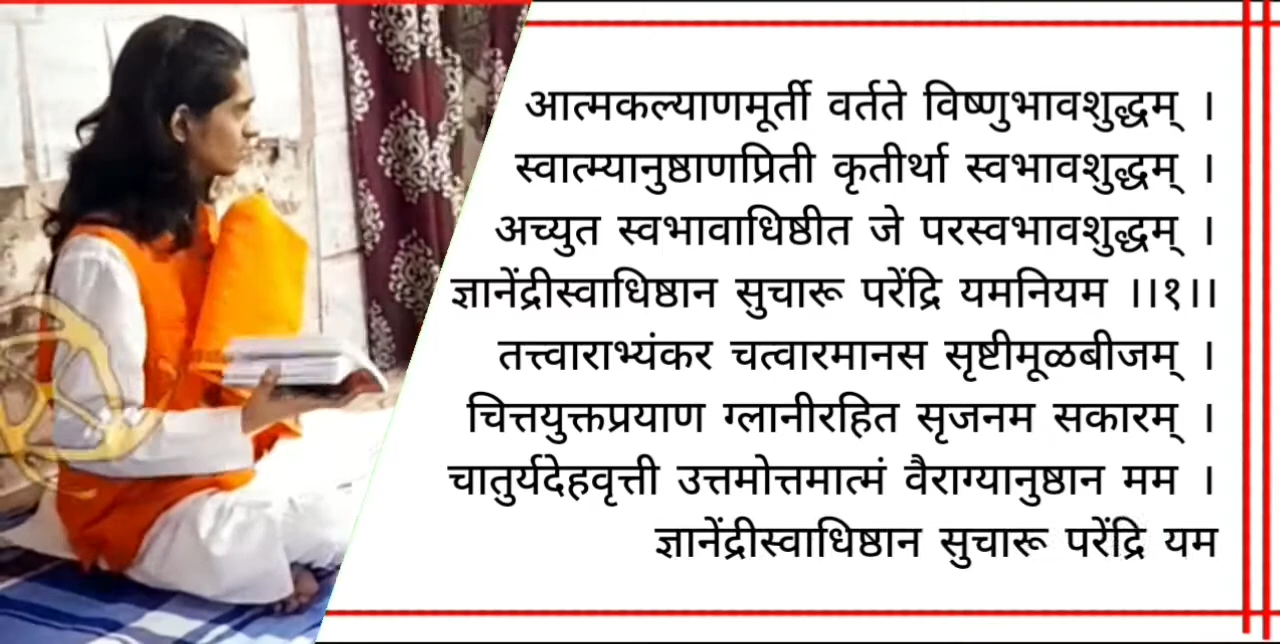 आत्मकल्याणमूर्ती वर्तते विष्णुभावशुद्धम् ।
स्वात्म्यानुष्ठाणप्रिती कृतीर्था स्वभावशुद्धम् ।
अच्युत स्वभावाधिष्ठीत जे परस्वभावशुद्धम् ।
ज्ञानेंद्रीस्वाधिष्ठान सुचारू परेंद्रि यमनियम ।।१।।
तत्त्वाराभ्यंकर चत्वारमानस सृष्टीमूळबीजम् ।
चित्तयुक्तप्रयाण ग्लानीरहित सृजनम सकारम् ।
चातुर्यदेहवृत्ती उत्तमोत्तमात्मं वैराग्यानुष्ठान मम ।
ज्ञानेंद्रीस्वाधिष्ठान सुचारू परेंद्रि यम